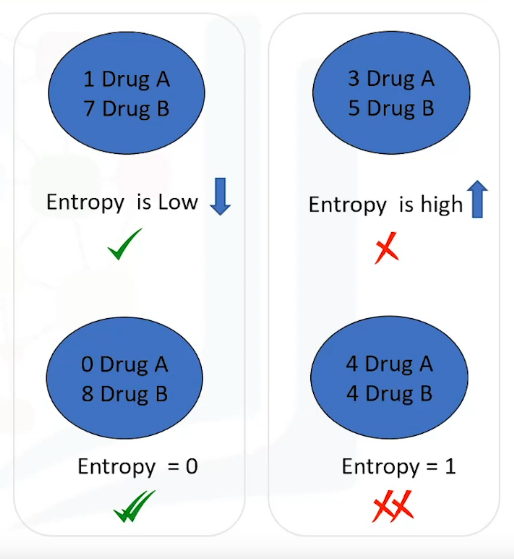 1 Drug A
7 Drug B
Entropy is Low
0 Drug A
8 Drug B
Entropy = 0
3 Drug A
5 Drug B
Entropy is high
4 Drug A
4 Drug B
Entropy = 1